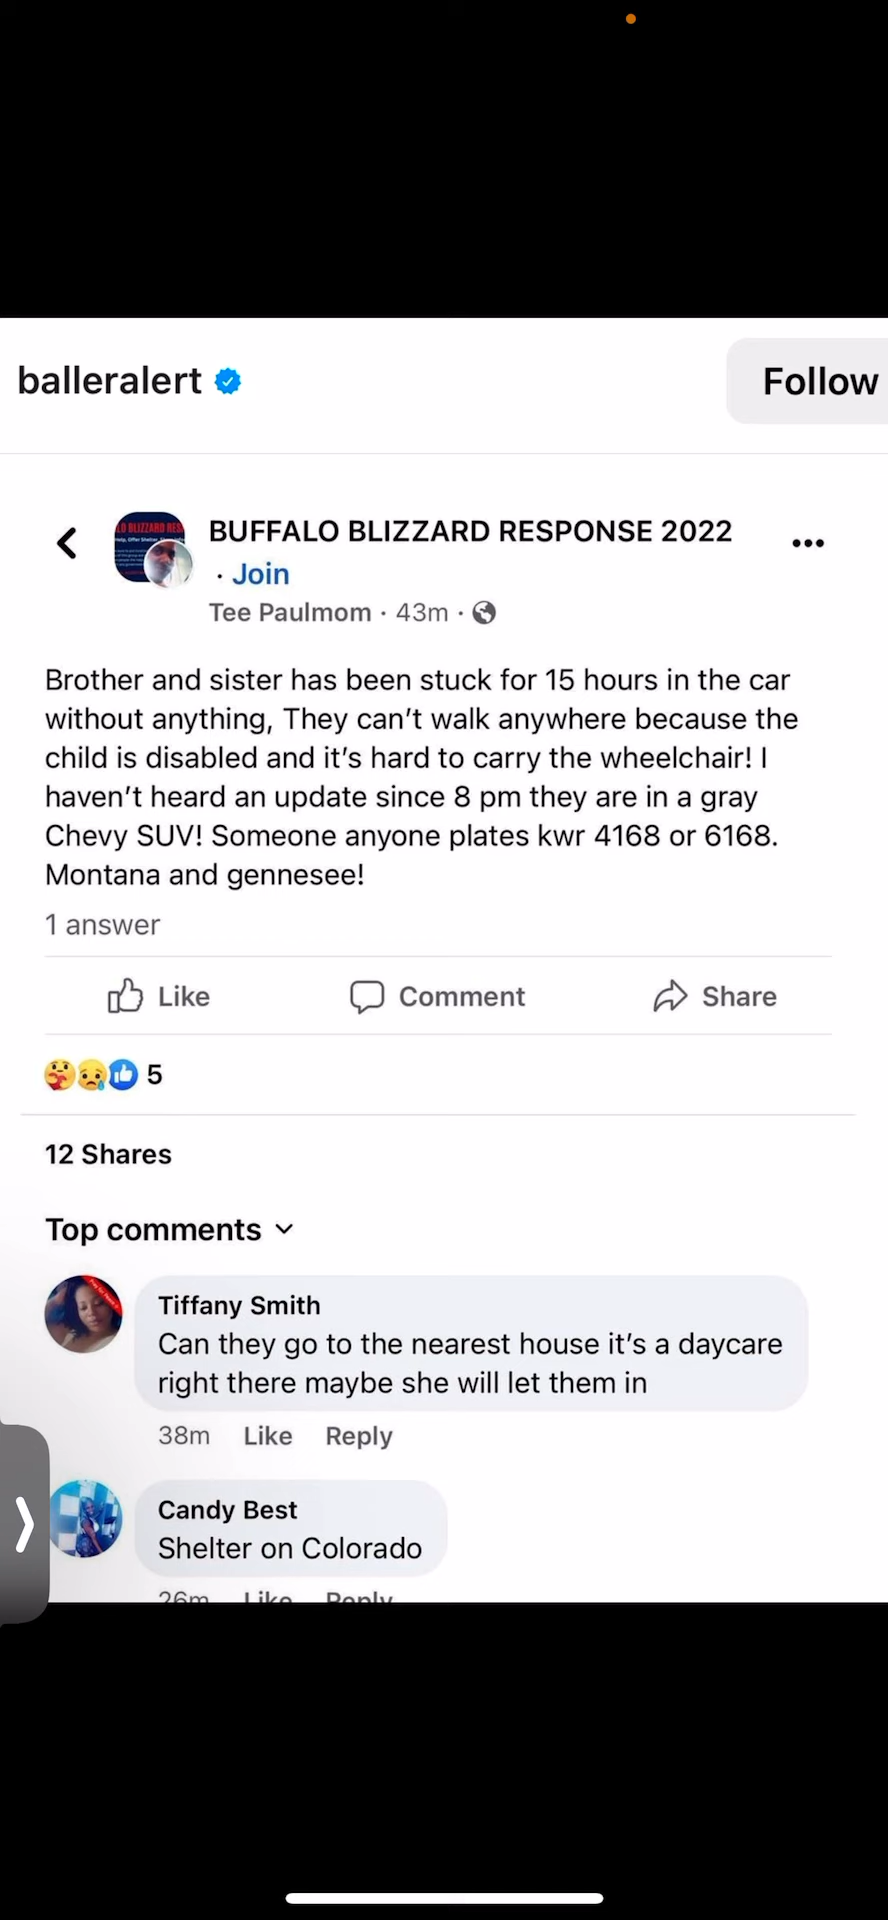 balleralert
Follow
BUFFALO BLIZZARD RESPONSE 2022
· Join
Tee Paulmom · 43m ·
Brother and sister has been stuck for 15 hours in the car
without anything, They can't walk anywhere because the
child is disabled and it's hard to carry the wheelchair! I
haven't heard an update since 8 pm they are in a gray
Chevy SUV! Someone anyone plates kwr 4168 or 6168.
Montana and gennesee!
1 answer
Like Comment Share
5
12 Shares
Top comments
Tiffany Smith
Can they go to the nearest house it's a daycare
right there maybe she will let them in
38m Like Reply
Candy Best
Shelter on Colorado
26m Like Reply